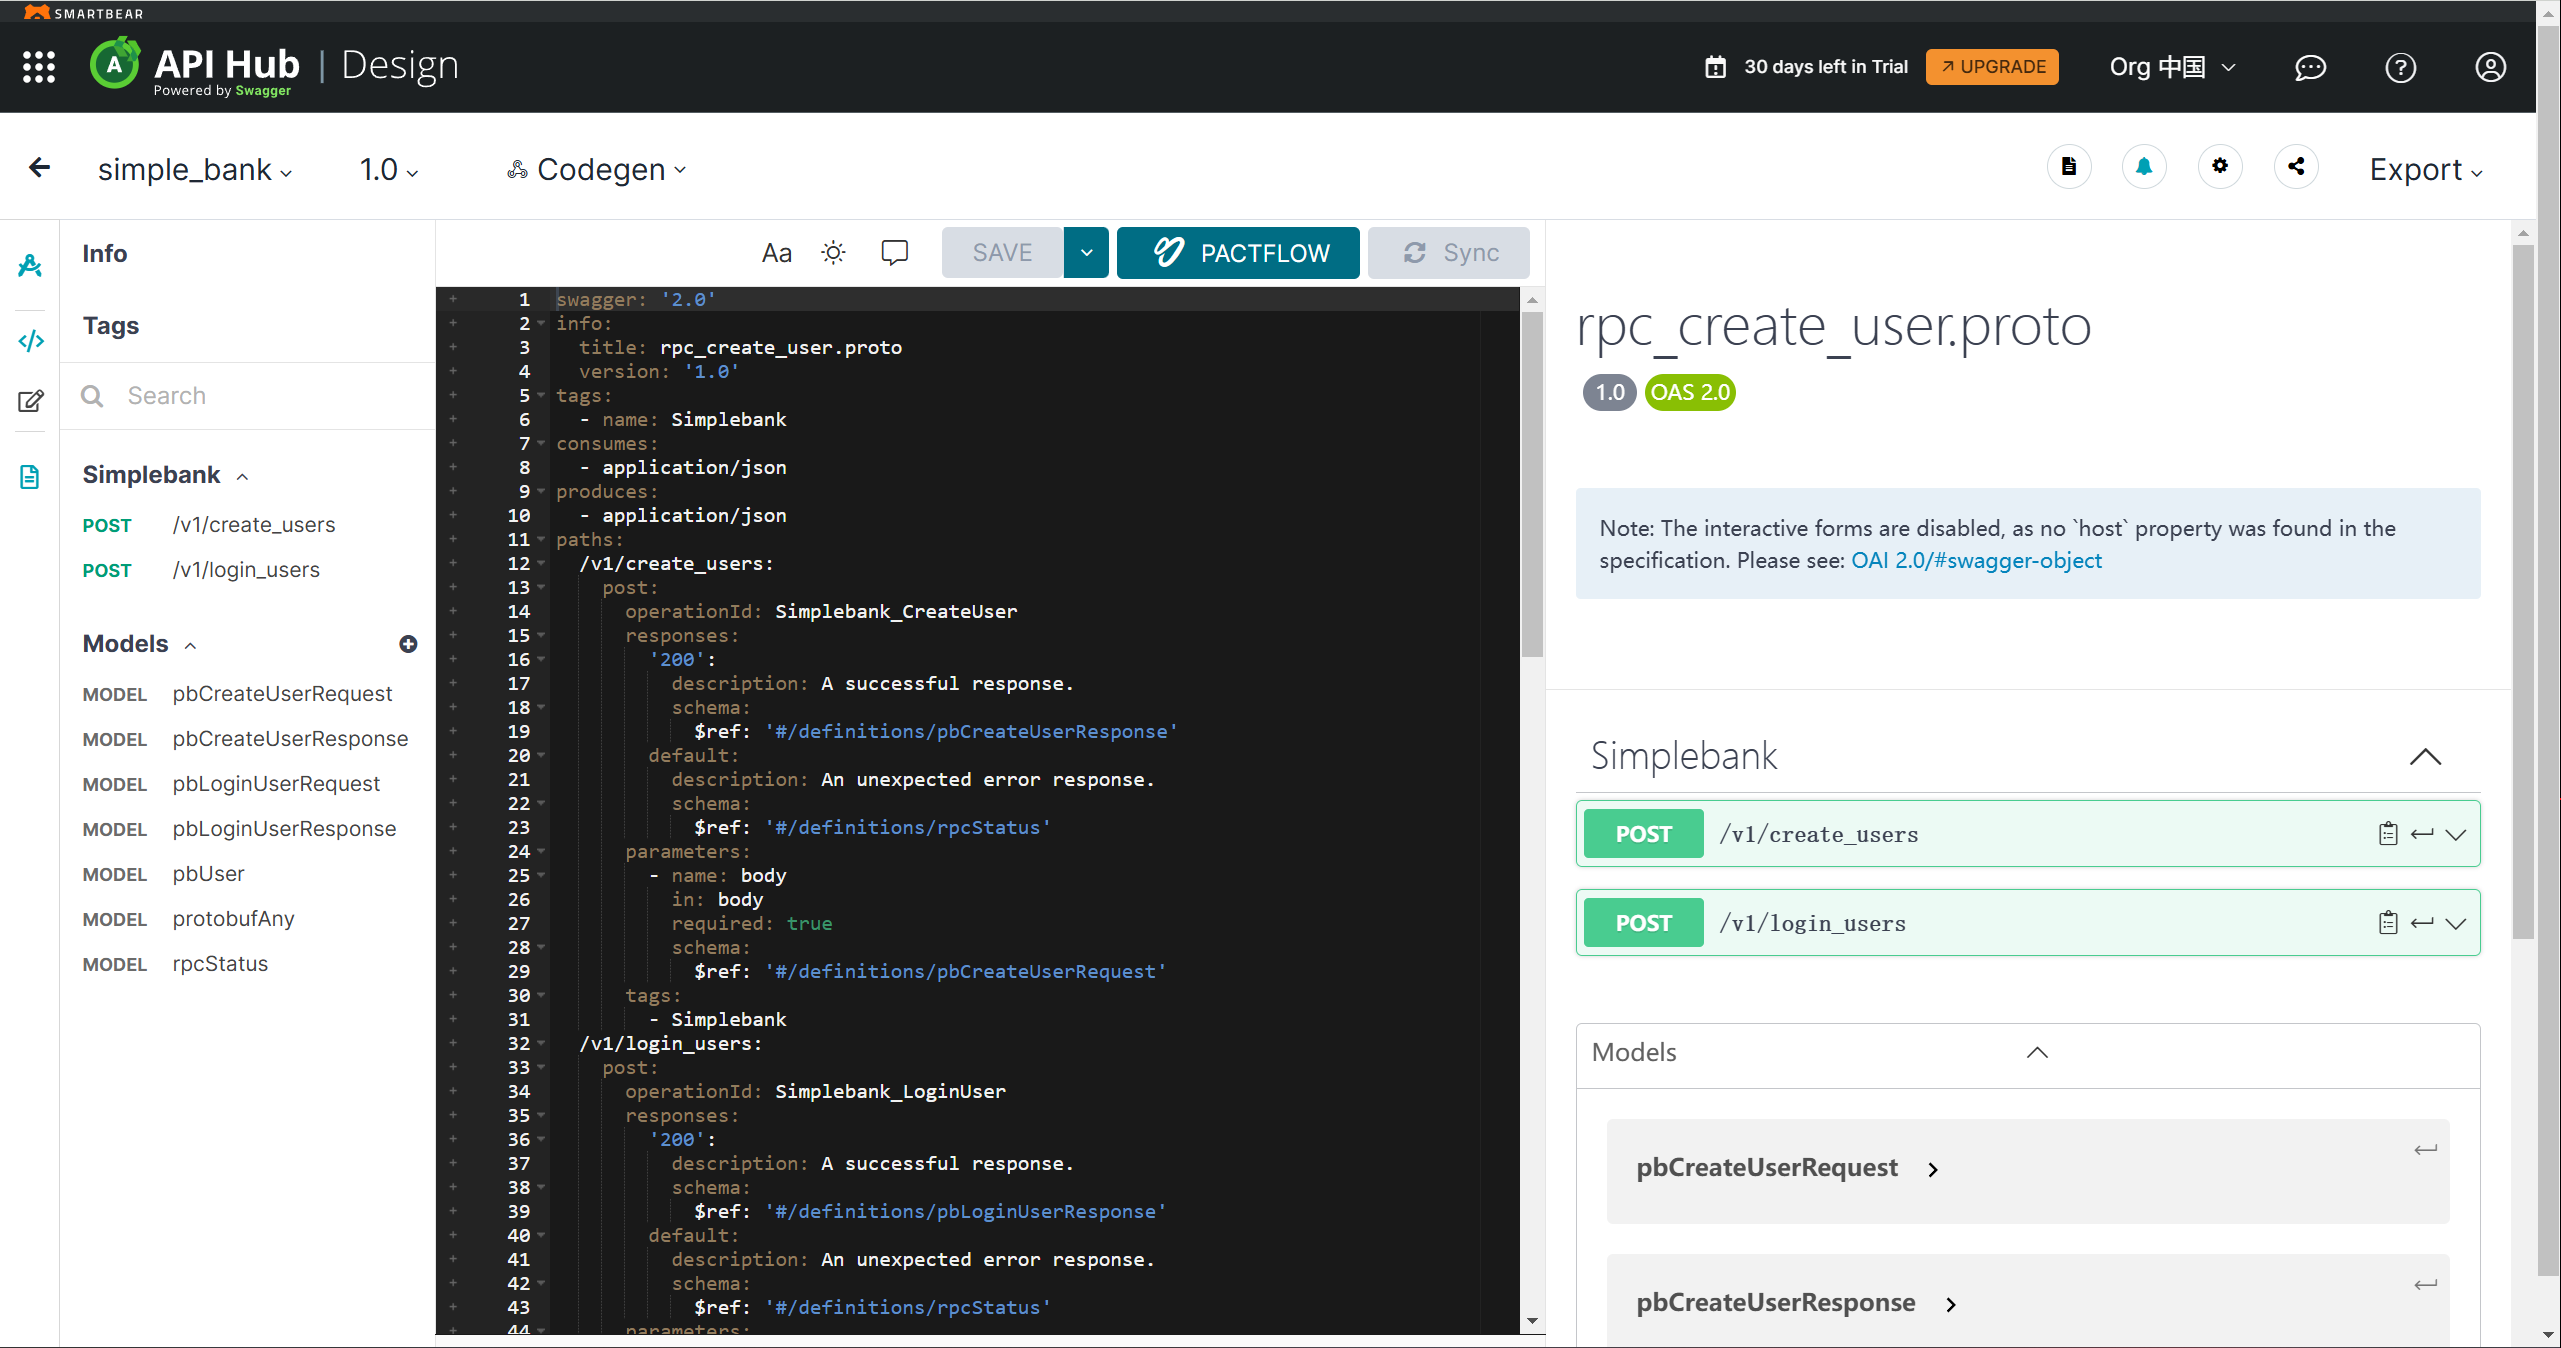 SMARTBEAR
API Hub | Design
Powered by Swagger
30 days left in Trial
UPGRADE
Org 中国
simple_bank
1.0
Codegen
Export
Info
Tags
Search
Simplebank
POST /v1/create_users
POST /v1/login_users
Models
MODEL pbCreateUserRequest
MODEL pbCreateUserResponse
MODEL pbLoginUserRequest
MODEL pbLoginUserResponse
MODEL pbUser
MODEL protobufAny
MODEL rpcStatus
Aa
SAVE
PACTFLOW
Sync
1 swagger: '2.0'
2 info:
3 title: rpc_create_user.proto
4 version: '1.0'
5 tags:
6 - name: Simplebank
7 consumes:
8 - application/json
9 produces:
10 - application/json
11 paths:
12 /v1/create_users:
13 post:
14 operationId: Simplebank_CreateUser
15 responses:
16 '200':
17 description: A successful response.
18 schema:
19 $ref: '#/definitions/pbCreateUserResponse'
20 default:
21 description: An unexpected error response.
22 schema:
23 $ref: '#/definitions/rpcStatus'
24 parameters:
25 - name: body
26 in: body
27 required: true
28 schema:
29 $ref: '#/definitions/pbCreateUserRequest'
30 tags:
31 - Simplebank
32 /v1/login_users:
33 post:
34 operationId: Simplebank_LoginUser
35 responses:
36 '200':
37 description: A successful response.
38 schema:
39 $ref: '#/definitions/pbLoginUserResponse'
40 default:
41 description: An unexpected error response.
42 schema:
43 $ref: '#/definitions/rpcStatus'
44 parameters:
rpc_create_user.proto
1.0 OAS 2.0
Note: The interactive forms are disabled, as no `host` property was found in the
specification. Please see: OAI 2.0/#swagger-object
Simplebank
POST /v1/create_users
POST /v1/login_users
Models
pbCreateUserRequest
pbCreateUserResponse